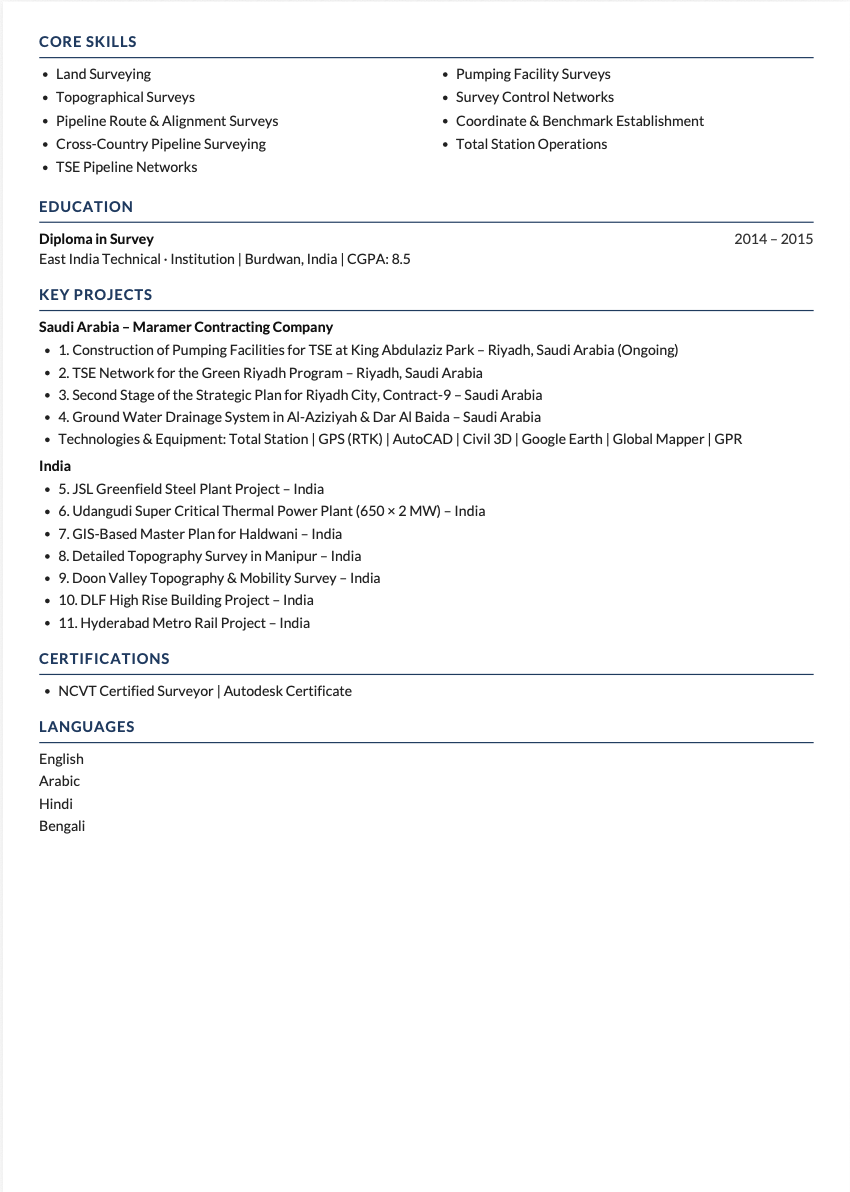 CORE SKILLS
• Land Surveying
• Topographical Surveys
• Pipeline Route & Alignment Surveys
• Cross-Country Pipeline Surveying
• TSE Pipeline Networks
• Pumping Facility Surveys
• Survey Control Networks
• Coordinate & Benchmark Establishment
• Total Station Operations
EDUCATION
Diploma in Survey 2014 – 2015
East India Technical · Institution | Burdwan, India | CGPA: 8.5
KEY PROJECTS
Saudi Arabia – Maramer Contracting Company
• 1. Construction of Pumping Facilities for TSE at King Abdulaziz Park – Riyadh, Saudi Arabia (Ongoing)
• 2. TSE Network for the Green Riyadh Program – Riyadh, Saudi Arabia
• 3. Second Stage of the Strategic Plan for Riyadh City, Contract-9 – Saudi Arabia
• 4. Ground Water Drainage System in Al-Aziziyah & Dar Al Baida – Saudi Arabia
• Technologies & Equipment: Total Station | GPS (RTK) | AutoCAD | Civil 3D | Google Earth | Global Mapper | GPR
India
• 5. JSL Greenfield Steel Plant Project – India
• 6. Udangudi Super Critical Thermal Power Plant (650 × 2 MW) – India
• 7. GIS-Based Master Plan for Haldwani – India
• 8. Detailed Topography Survey in Manipur – India
• 9. Doon Valley Topography & Mobility Survey – India
• 10. DLF High Rise Building Project – India
• 11. Hyderabad Metro Rail Project – India
CERTIFICATIONS
• NCVT Certified Surveyor | Autodesk Certificate
LANGUAGES
English
Arabic
Hindi
Bengali